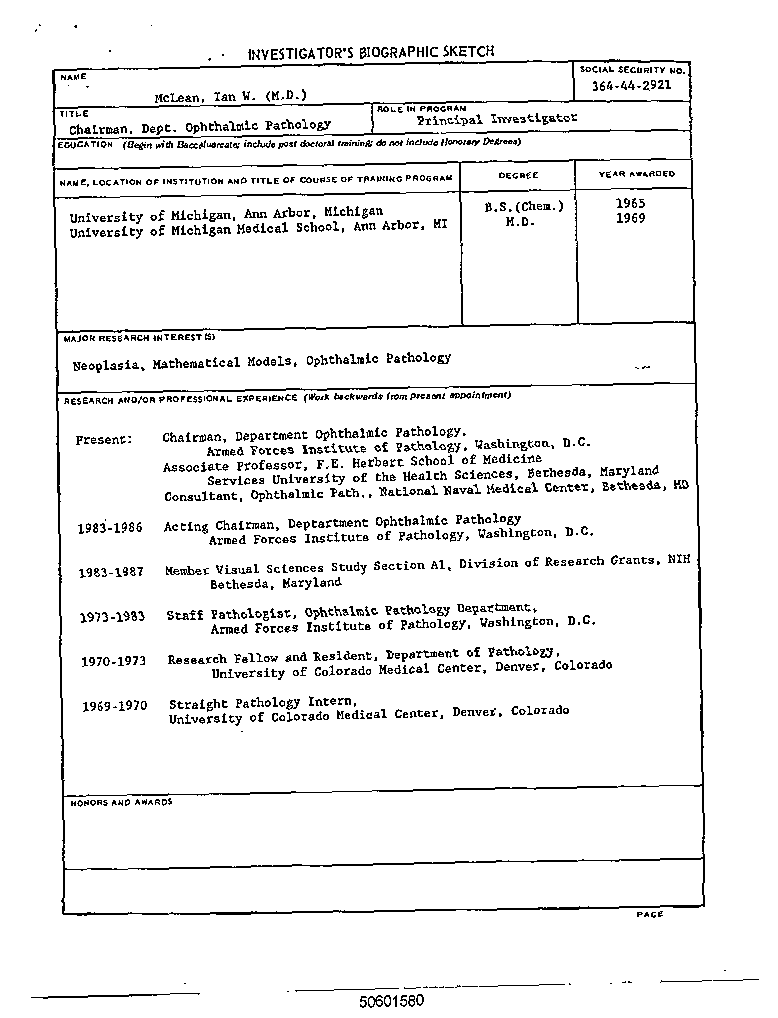 INVESTIGATOR'S BIOGRAPHIC SKETCH
NAME
McLean, Ian W. (M.D.)
SOCIAL SECURITY NO.
364-44-2921
TITLE
Chairman, Dept. Ophthalmic Pathology
ROLE IN PROGRAM
Principal Investigator
EDUCATION (Begin with Baccalaureate; include post doctoral training; do not include Honorary Degrees)
NAME, LOCATION OF INSTITUTION AND TITLE OF COURSE OF TRAINING PROGRAM
DEGREE
YEAR AWARDED
University of Michigan, Ann Arbor, Michigan B.S.(Chem.) 1965
University of Michigan Medical School, Ann Arbor, MI M.D. 1969
MAJOR RESEARCH INTEREST(S)
Neoplasia, Mathematical Models, Ophthalmic Pathology
RESEARCH AND/OR PROFESSIONAL EXPERIENCE (Work backwards from present appointment)
Present: Chairman, Department Ophthalmic Pathology,
Armed Forces Institute of Pathology, Washington, D.C.
Associate Professor, F.E. Herbert School of Medicine
Services University of the Health Sciences, Bethesda, Maryland
Consultant, Ophthalmic Path., National Naval Medical Center, Bethesda, MD
1983-1986 Acting Chairman, Deptartment Ophthalmic Pathology
Armed Forces Institute of Pathology, Washington, D.C.
1983-1987 Member Visual Sciences Study Section A1, Division of Research Grants, NIH
Bethesda, Maryland
1973-1983 Staff Pathologist, Ophthalmic Pathology Department,
Armed Forces Institute of Pathology, Washington, D.C.
1970-1973 Research Fellow and Resident, Department of Pathology,
University of Colorado Medical Center, Denver, Colorado
1969-1970 Straight Pathology Intern,
University of Colorado Medical Center, Denver, Colorado
HONORS AND AWARDS
PAGE
50601580